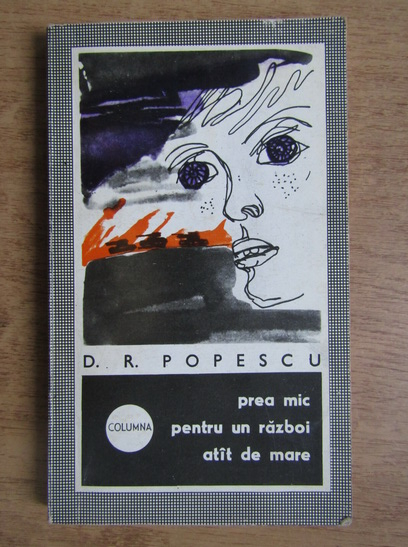 D. R. POPESCU
COLUMNA
prea mic
pentru un război
atît de mare